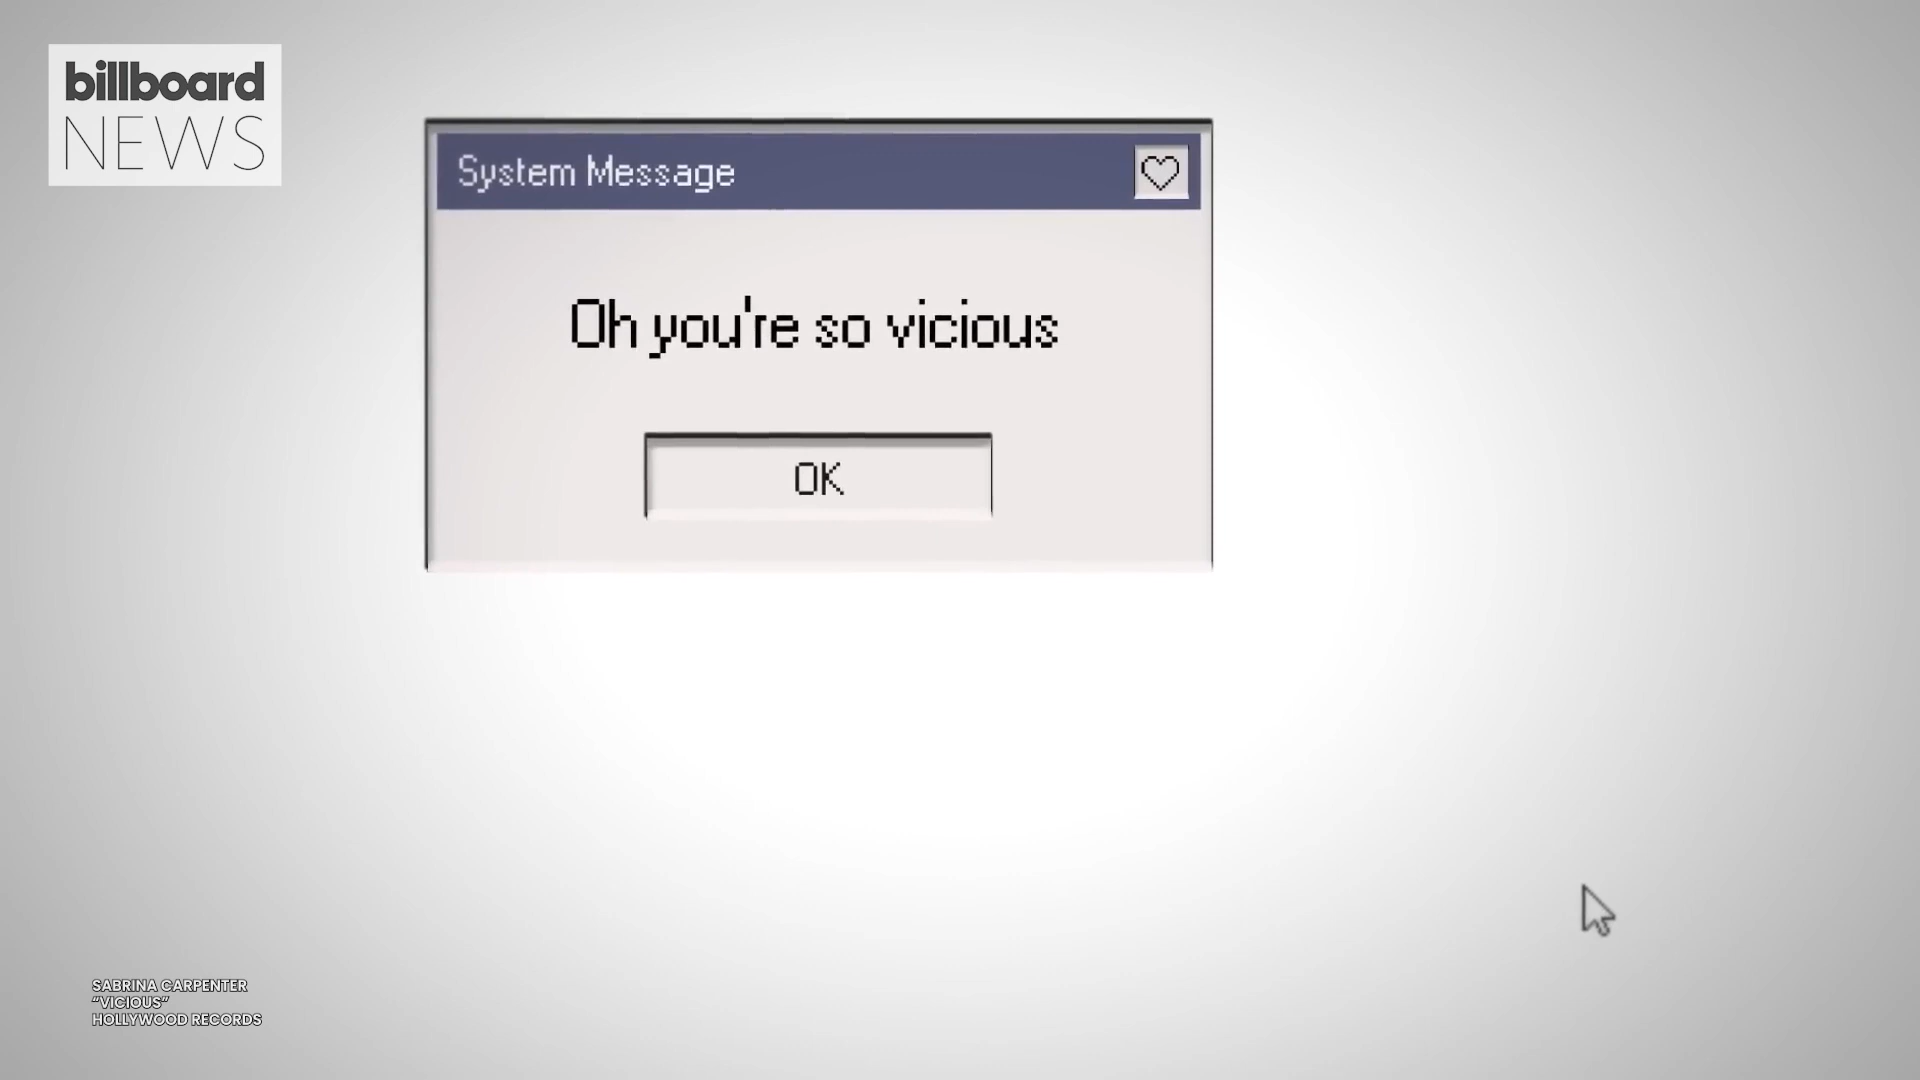 billboard
NEWS
System Message
Oh you're so vicious
OK
SABRINA CARPENTER
“VICIOUS”
HOLLYWOOD RECORDS